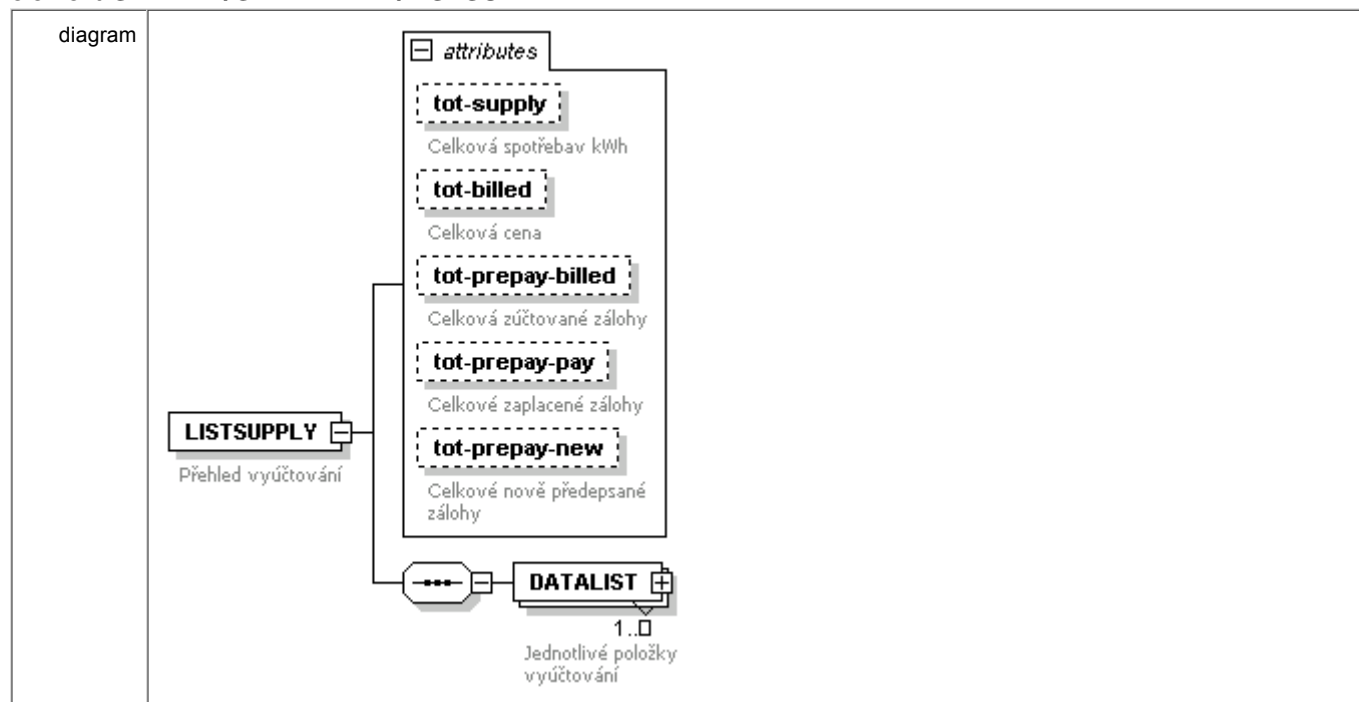 diagram
attributes
tot-supply
Celková spotřebav kWh
tot-billed
Celková cena
tot-prepay-billed
Celková zúčtované zálohy
tot-prepay-pay
Celkové zaplacené zálohy
tot-prepay-new
Celkové nově předepsané
zálohy
LISTSUPPLY
Přehled vyúčtování
DATALIST
1..
Jednotlivé položky
vyúčtování